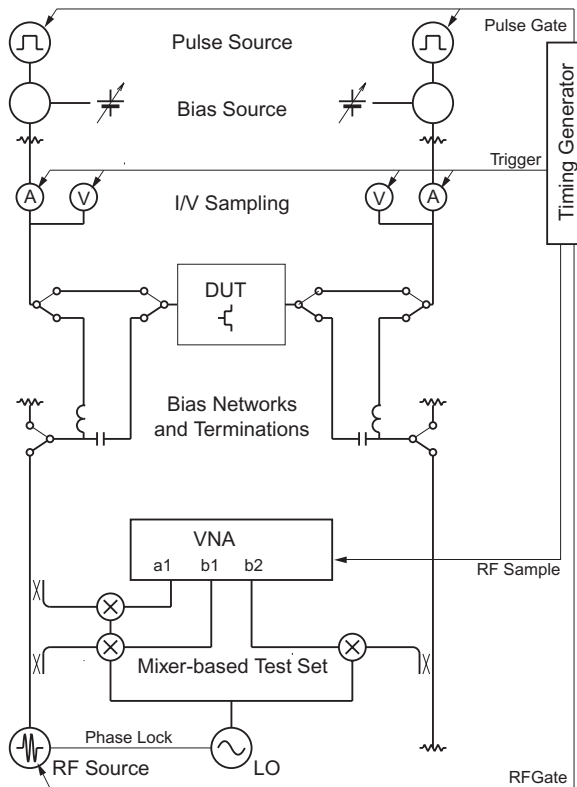 Pulse Source
Pulse Gate
Bias Source
Timing Generator
Trigger
A
V
I/V Sampling
V
A
DUT
Bias Networks
and Terminations
VNA
a1 b1 b2
RF Sample
Mixer-based Test Set
Phase Lock
RF Source
LO
RFGate